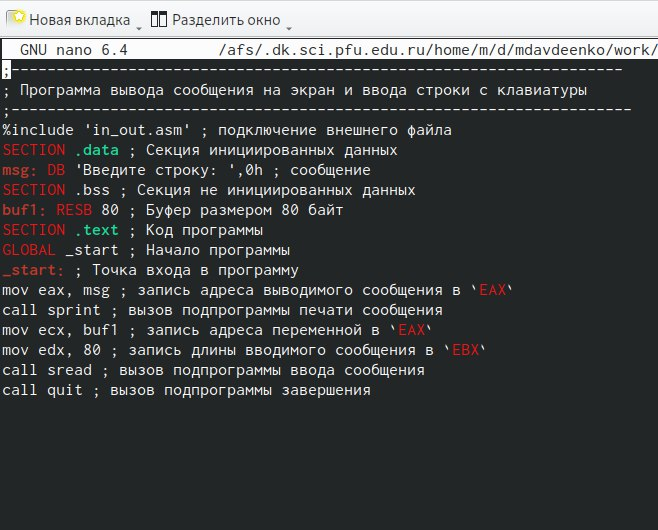 Новая вкладка Разделить окно
GNU nano 6.4 /afs/.dk.sci.pfu.edu.ru/home/m/d/mdavdeenko/work/
;--------------------------------------------------------------------
; Программа вывода сообщения на экран и ввода строки с клавиатуры
;---------------------------------------------------------------------
%include 'in_out.asm' ; подключение внешнего файла
SECTION .data ; Секция инициированных данных
msg: DB 'Введите строку: ',0h ; сообщение
SECTION .bss ; Секция не инициированных данных
buf1: RESB 80 ; Буфер размером 80 байт
SECTION .text ; Код программы
GLOBAL _start ; Начало программы
_start: ; Точка входа в программу
mov eax, msg ; запись адреса выводимого сообщения в `EAX`
call sprint ; вызов подпрограммы печати сообщения
mov ecx, buf1 ; запись адреса переменной в `EAX`
mov edx, 80 ; запись длины вводимого сообщения в `EBX`
call sread ; вызов подпрограммы ввода сообщения
call quit ; вызов подпрограммы завершения